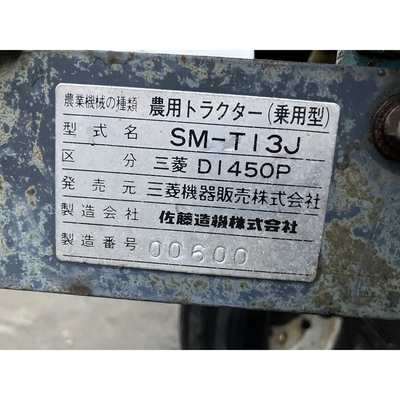 農業機械の種類 農用トラクター(乗用型)
型式名 SM-T13J
区分 三菱 D1450P
発売元 三菱機器販売株式会社
製造会社 佐藤造機株式会社
製造番号 00600